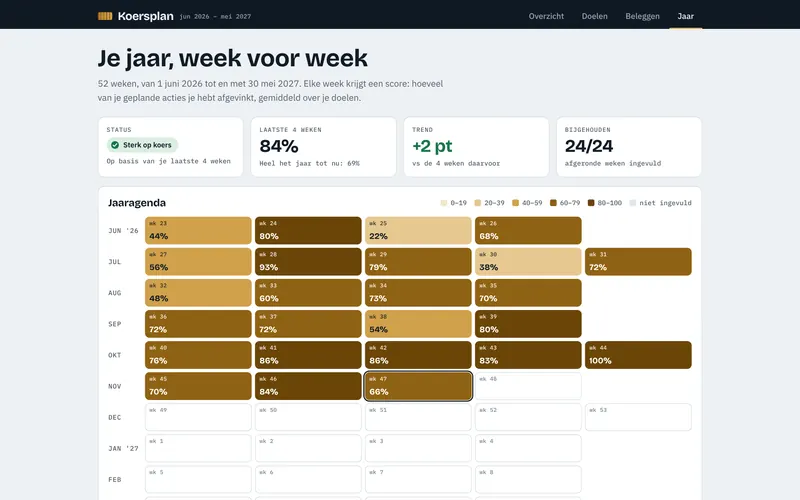 Koersplan jun 2026 – mei 2027 Overzicht Doelen Beleggen Jaar
Je jaar, week voor week
52 weken, van 1 juni 2026 tot en met 30 mei 2027. Elke week krijgt een score: hoeveel
van je geplande acties je hebt afgevinkt, gemiddeld over je doelen.
STATUS
Sterk op koers
Op basis van je laatste 4 weken
LAATSTE 4 WEKEN
84%
Heel het jaar tot nu: 69%
TREND
+2 pt
vs de 4 weken daarvoor
BIJGEHOUDEN
24/24
afgeronde weken ingevuld
Jaaragenda
0–19 20–39 40–59 60–79 80–100 niet ingevuld
JUN '26
wk 23 wk 24 wk 25 wk 26
44% 80% 22% 68%
JUL
wk 27 wk 28 wk 29 wk 30 wk 31
56% 93% 79% 38% 72%
AUG
wk 32 wk 33 wk 34 wk 35
48% 60% 73% 70%
SEP
wk 36 wk 37 wk 38 wk 39
72% 72% 54% 80%
OKT
wk 40 wk 41 wk 42 wk 43 wk 44
76% 86% 86% 83% 100%
NOV
wk 45 wk 46 wk 47 wk 48
70% 84% 66%
DEC
wk 49 wk 50 wk 51 wk 52 wk 53
JAN '27
wk 1 wk 2 wk 3 wk 4
FEB
wk 5 wk 6 wk 7 wk 8